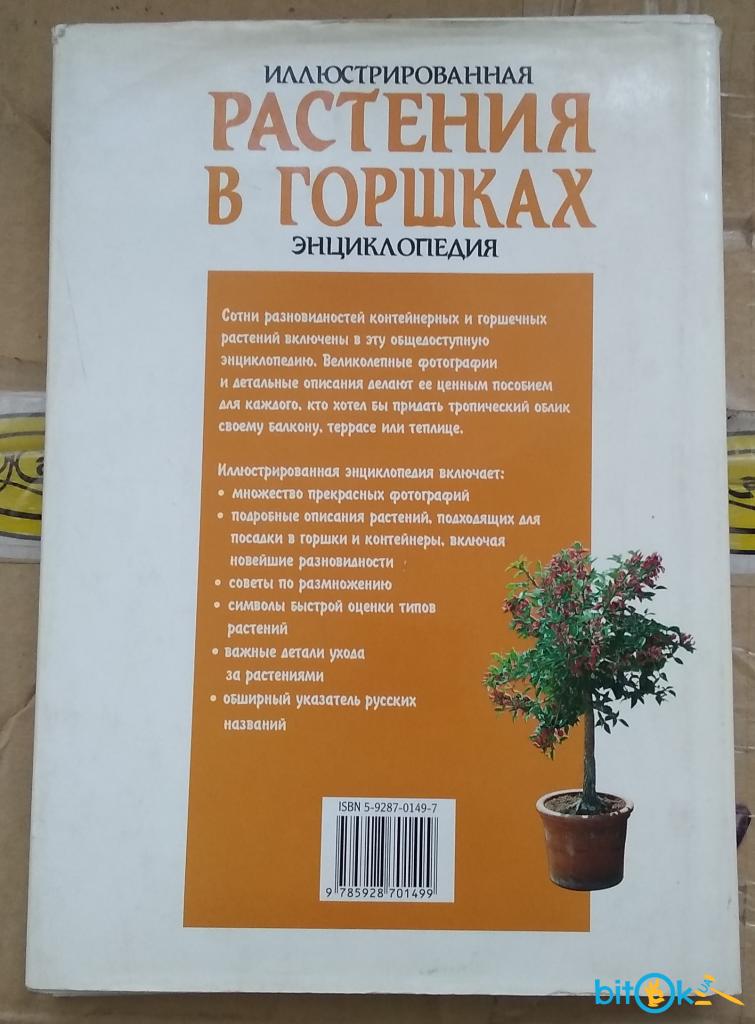 ИЛЛЮСТРИРОВАННАЯ
РАСТЕНИЯ
В ГОРШКАХ
ЭНЦИКЛОПЕДИЯ
Сотни разновидностей контейнерных и горшечных
растений включены в эту общедоступную
энциклопедию. Великолепные фотографии
и детальные описания делают ее ценным пособием
для каждого, кто хотел бы придать тропический облик
своему балкону, террасе или теплице.
Иллюстрированная энциклопедия включает:
• множество прекрасных фотографий
• подробные описания растений, подходящих для
посадки в горшки и контейнеры, включая
новейшие разновидности
• советы по размножению
• символы быстрой оценки типов
растений
• важные детали ухода
за растениями
• обширный указатель русских
названий
ISBN 5-9287-0149-7
9 785928 701499
bitOk UA